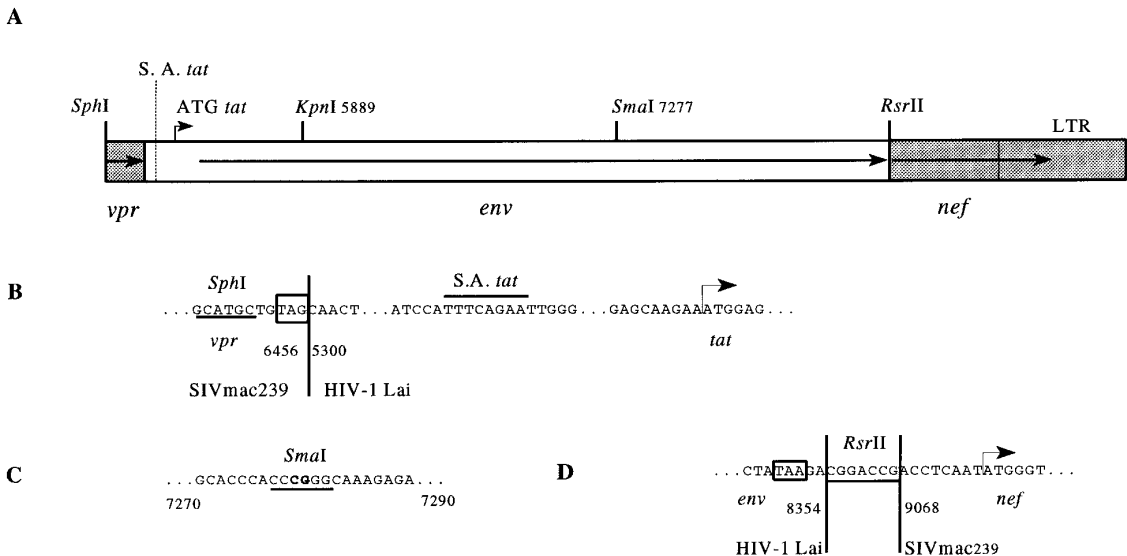 A
S. A. tat
SphI
ATG tat
KpnI 5889
SmaI 7277
RsrII
LTR
vpr
env
nef
B
SphI
S.A. tat
...GCATGCTGTAGCAACT...ATCCATTTCAGAATTGGG...GAGCAAGAAATGGAG...
vpr
tat
6456 5300
SIVmac239 HIV-1 Lai
C
SmaI
...GCACCCACCCGGGCAAAGAGA...
7270 7290
D
RsrII
...CTATAAGACGGACCGACCTCAATATGGGT...
env
nef
8354 9068
HIV-1 Lai SIVmac239